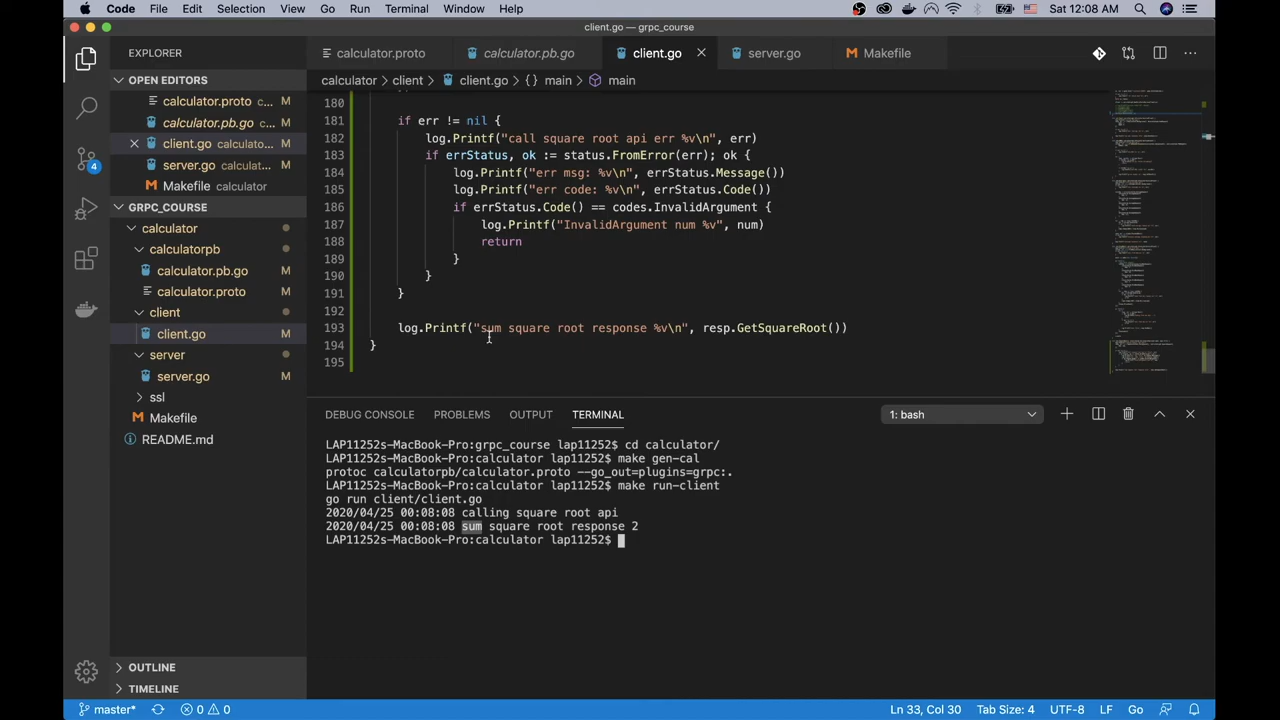 Code File Edit Selection View Go Run Terminal Window Help Sat 12:08 AM
client.go — grpc_course
EXPLORER
calculator.proto calculator.pb.go client.go server.go Makefile
OPEN EDITORS
calculator > client > client.go > {} main > main
calculator.proto c... M
calculator.pb.go c... M
client.go calculato... M
server.go calculat... M
Makefile calculator
GRPC_COURSE
calculator
calculatorpb
calculator.pb.go M
calculator.proto M
client
client.go M
server
server.go M
ssl
Makefile
README.md
OUTLINE
TIMELINE
4
180
181 if err != nil {
182 log.Printf("call square root api err %v\n", err)
183 if errStatus, ok := status.FromError(err); ok {
184 log.Printf("err msg: %v\n", errStatus.Message())
185 log.Printf("err code: %v\n", errStatus.Code())
186 if errStatus.Code() == codes.InvalidArgument {
187 log.Printf("InvalidArgument num %v", num)
188 return
189 }
190 }
191 }
192
193 log.Printf("sum square root response %v\n", resp.GetSquareRoot())
194 }
195
DEBUG CONSOLE PROBLEMS OUTPUT TERMINAL 1: bash
LAP11252s-MacBook-Pro:grpc_course lap11252$ cd calculator/
LAP11252s-MacBook-Pro:calculator lap11252$ make gen-cal
protoc calculatorpb/calculator.proto --go_out=plugins=grpc:.
LAP11252s-MacBook-Pro:calculator lap11252$ make run-client
go run client/client.go
2020/04/25 00:08:08 calling square root api
2020/04/25 00:08:08 sum square root response 2
LAP11252s-MacBook-Pro:calculator lap11252$
master* 0 0 Ln 33, Col 30 Tab Size: 4 UTF-8 LF Go